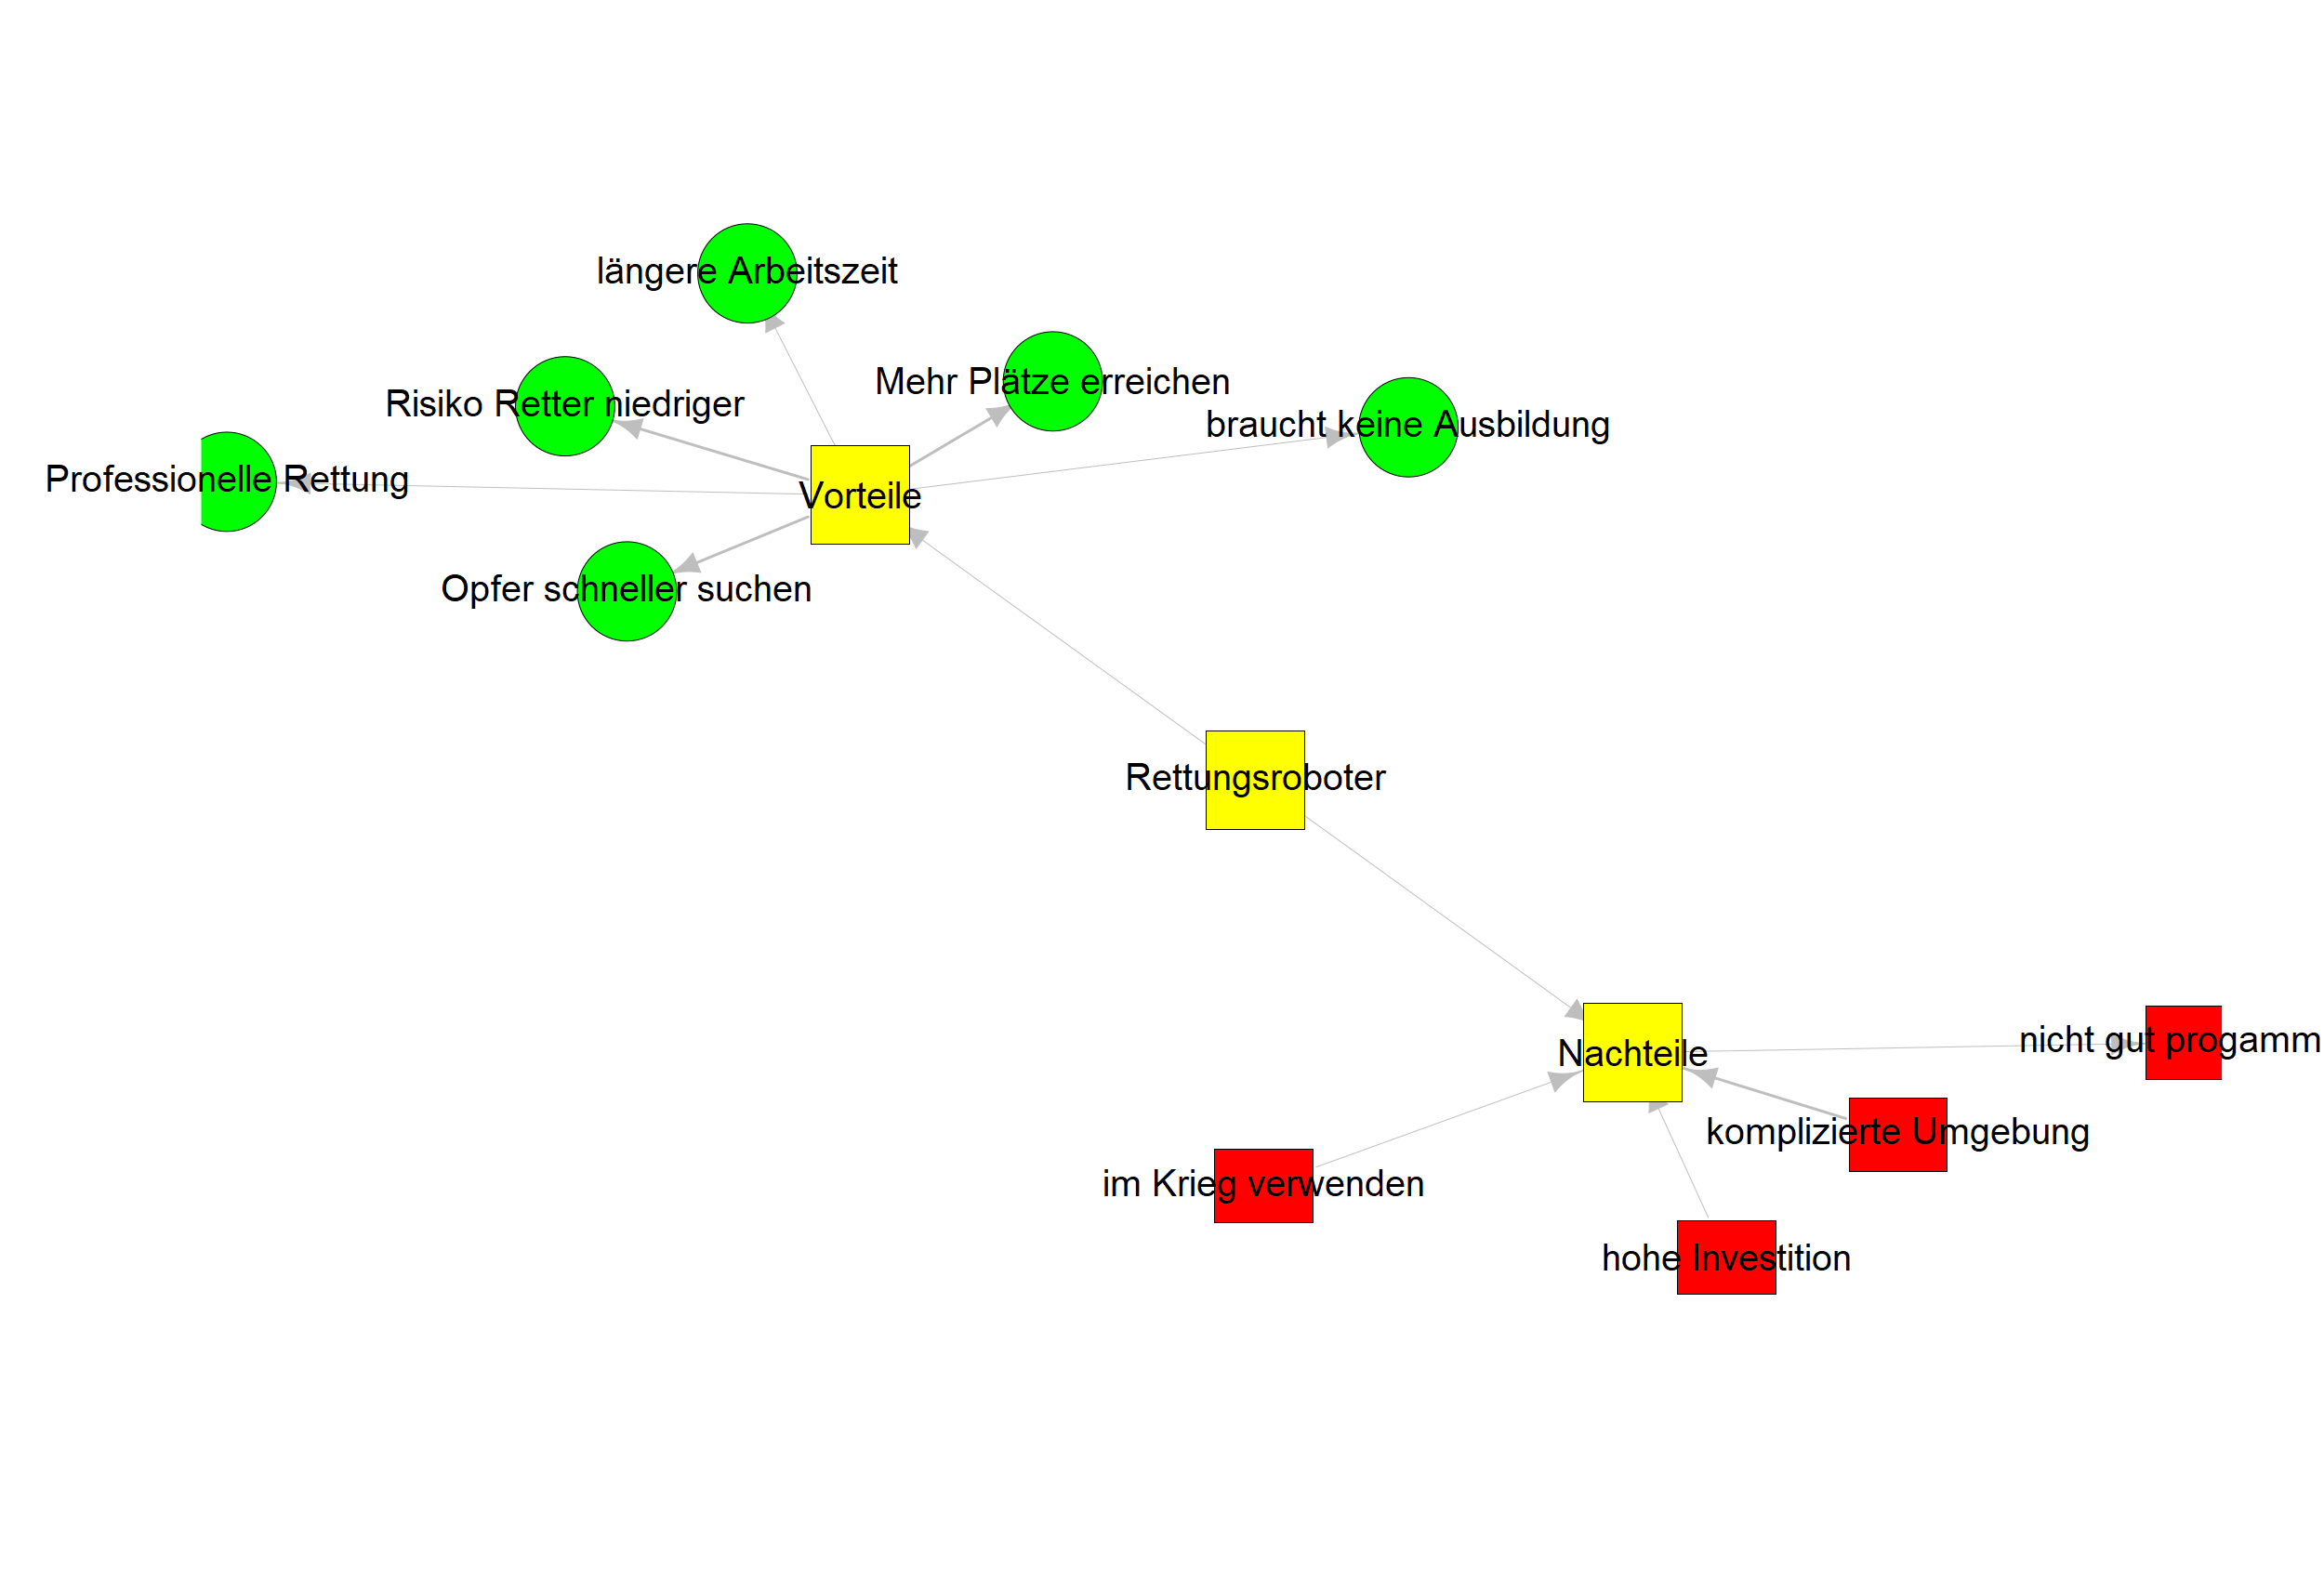 längere Arbeitszeit
Mehr Plätze erreichen
Risiko Retter niedriger
braucht keine Ausbildung
Professionelle Rettung
Vorteile
Opfer schneller suchen
Rettungsroboter
nicht gut progamm
Nachteile
komplizierte Umgebung
im Krieg verwenden
hohe Investition